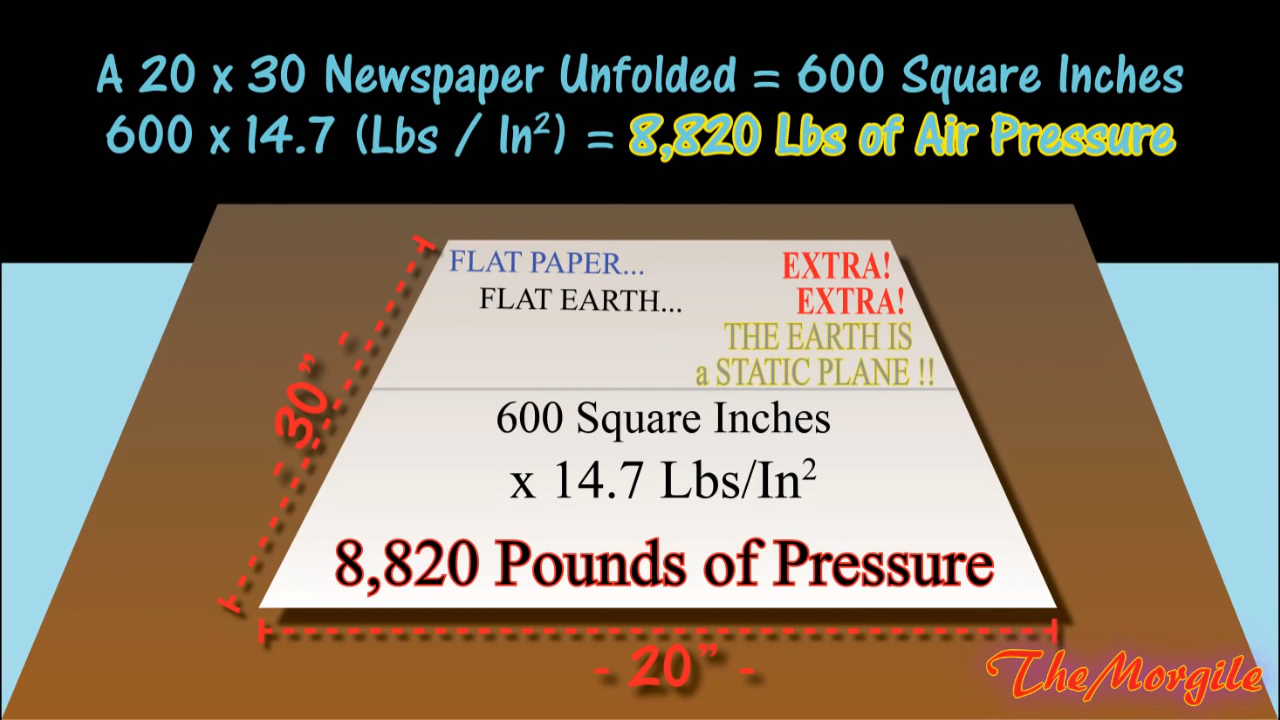 A 20 x 30 Newspaper Unfolded = 600 Square Inches
600 x 14.7 (Lbs / In²) = 8,820 Lbs of Air Pressure
FLAT PAPER...
FLAT EARTH...
EXTRA!
EXTRA!
THE EARTH IS
a STATIC PLANE !!
- 30” -
600 Square Inches
x 14.7 Lbs/In²
8,820 Pounds of Pressure
- 20” -
TheMorgile